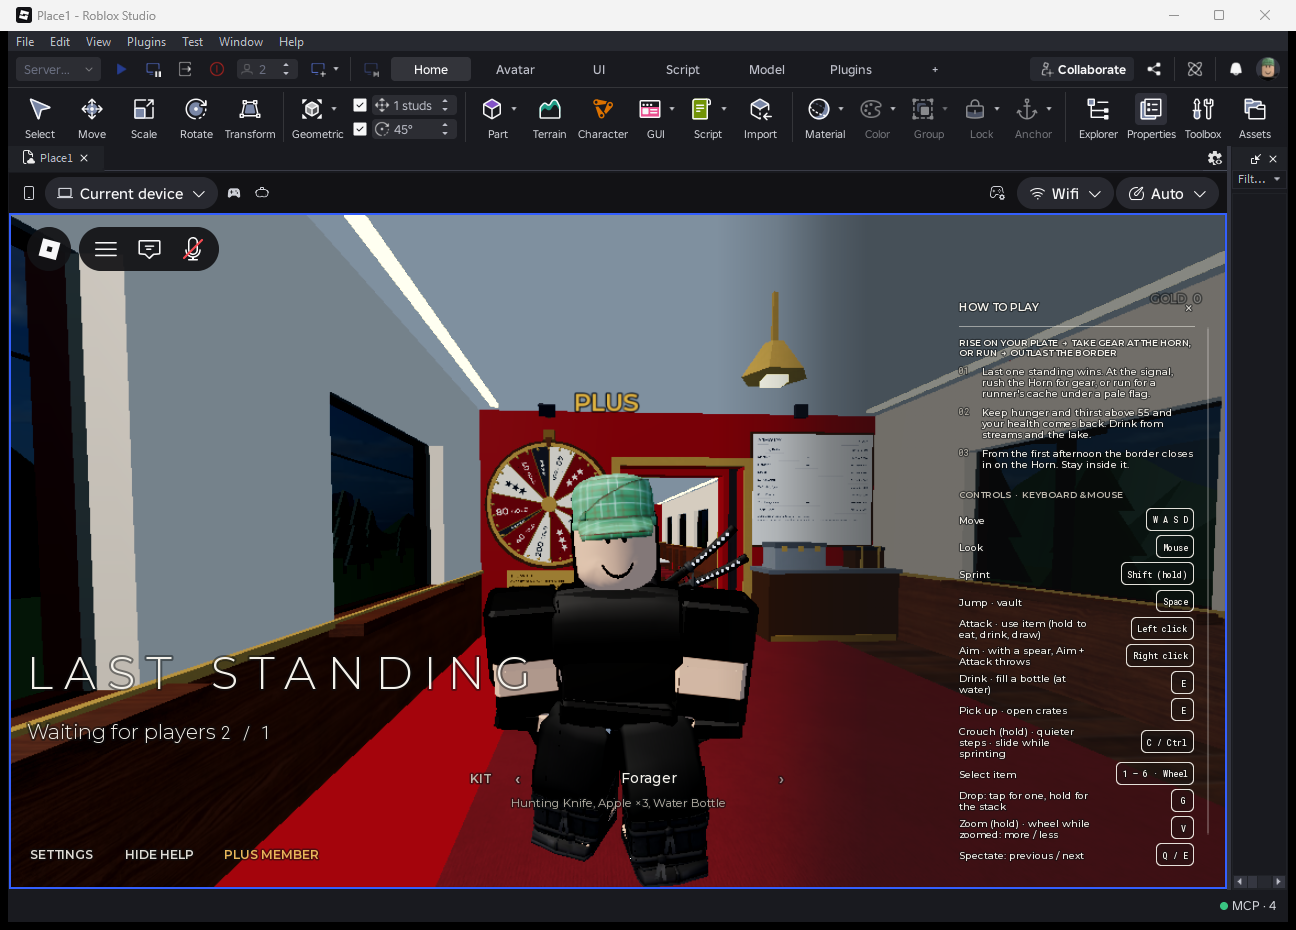 Place1 - Roblox Studio
File Edit View Plugins Test Window Help
Server... 2 Home Avatar UI Script Model Plugins + Collaborate
1 studs
45°
Select Move Scale Rotate Transform Geometric Part Terrain Character GUI Script Import Material Color Group Lock Anchor Explorer Properties Toolbox Assets
Place1
Filt...
Current device Wifi Auto
GOLD 0
HOW TO PLAY
RISE ON YOUR PLATE → TAKE GEAR AT THE HORN,
OR RUN → OUTLAST THE BORDER
01 Last one standing wins. At the signal,
rush the Horn for gear, or run for a
runner's cache under a pale flag.
02 Keep hunger and thirst above 55 and
your health comes back. Drink from
streams and the lake.
03 From the first afternoon the border closes
in on the Horn. Stay inside it.
CONTROLS · KEYBOARD & MOUSE
Move W A S D
Look Mouse
Sprint Shift (hold)
Jump · vault Space
Attack · use item (hold to
eat, drink, draw) Left click
Aim · with a spear, Aim +
Attack throws Right click
Drink · fill a bottle (at
water) E
Pick up · open crates E
Crouch (hold) · quieter
steps · slide while
sprinting C / Ctrl
Select item 1 – 6 · Wheel
Drop: tap for one, hold for
the stack G
Zoom (hold) · wheel while
zoomed: more / less V
Spectate: previous / next Q / E
PLUS
LAST STANDING
Waiting for players 2 / 1
KIT ‹ Forager ›
Hunting Knife, Apple ×3, Water Bottle
SETTINGS HIDE HELP PLUS MEMBER
MCP · 4